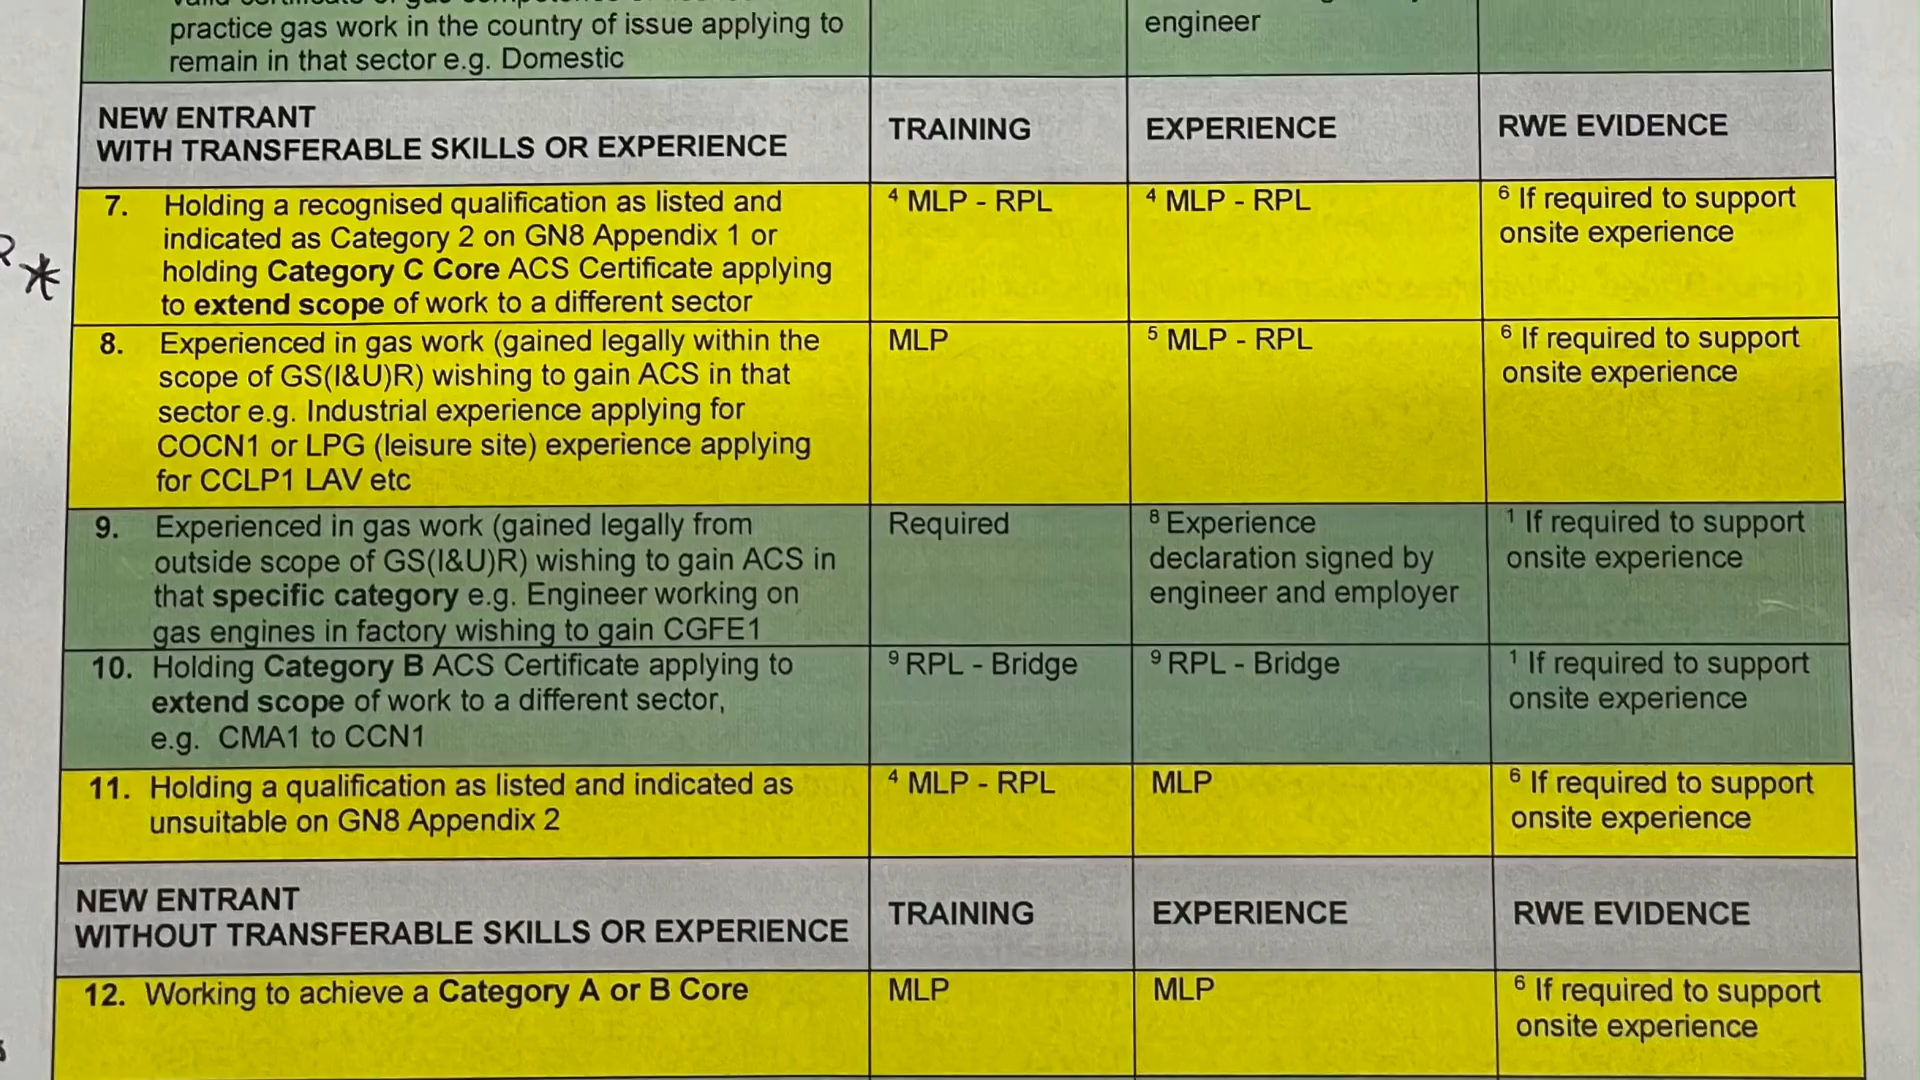 practice gas work in the country of issue applying to
remain in that sector e.g. Domestic
engineer
NEW ENTRANT
WITH TRANSFERABLE SKILLS OR EXPERIENCE
TRAINING
EXPERIENCE
RWE EVIDENCE
7. Holding a recognised qualification as listed and
indicated as Category 2 on GN8 Appendix 1 or
holding Category C Core ACS Certificate applying
to extend scope of work to a different sector
4 MLP - RPL
4 MLP - RPL
6 If required to support
onsite experience
8. Experienced in gas work (gained legally within the
scope of GS(I&U)R) wishing to gain ACS in that
sector e.g. Industrial experience applying for
COCN1 or LPG (leisure site) experience applying
for CCLP1 LAV etc
MLP
5 MLP - RPL
6 If required to support
onsite experience
9. Experienced in gas work (gained legally from
outside scope of GS(I&U)R) wishing to gain ACS in
that specific category e.g. Engineer working on
gas engines in factory wishing to gain CGFE1
Required
8 Experience
declaration signed by
engineer and employer
1 If required to support
onsite experience
10. Holding Category B ACS Certificate applying to
extend scope of work to a different sector,
e.g. CMA1 to CCN1
9 RPL - Bridge
9 RPL - Bridge
1 If required to support
onsite experience
11. Holding a qualification as listed and indicated as
unsuitable on GN8 Appendix 2
4 MLP - RPL
MLP
6 If required to support
onsite experience
NEW ENTRANT
WITHOUT TRANSFERABLE SKILLS OR EXPERIENCE
TRAINING
EXPERIENCE
RWE EVIDENCE
12. Working to achieve a Category A or B Core
MLP
MLP
6 If required to support
onsite experience